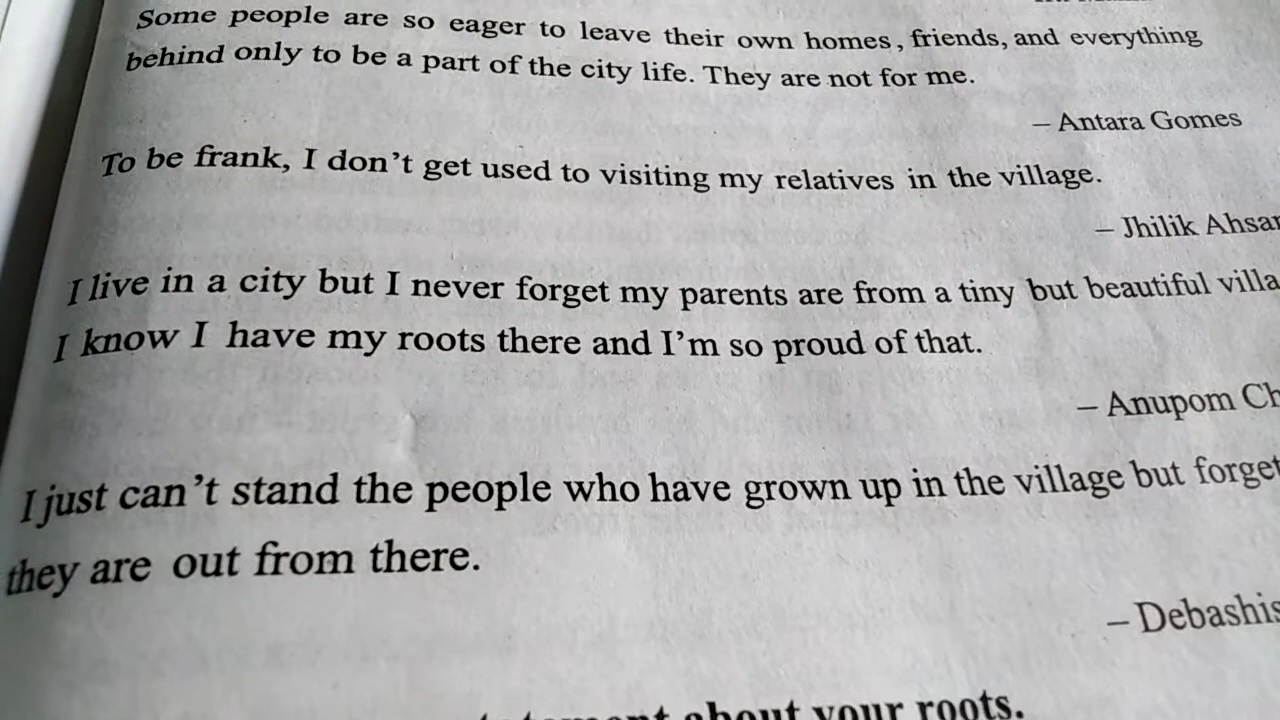 Some people are so eager to leave their own homes, friends, and everything
behind only to be a part of the city life. They are not for me.
– Antara Gomes
To be frank, I don't get used to visiting my relatives in the village.
– Jhilik Ahsan
I live in a city but I never forget my parents are from a tiny but beautiful villa
I know I have my roots there and I'm so proud of that.
– Anupom Ch
I just can't stand the people who have grown up in the village but forget
they are out from there.
– Debashis
about your roots.